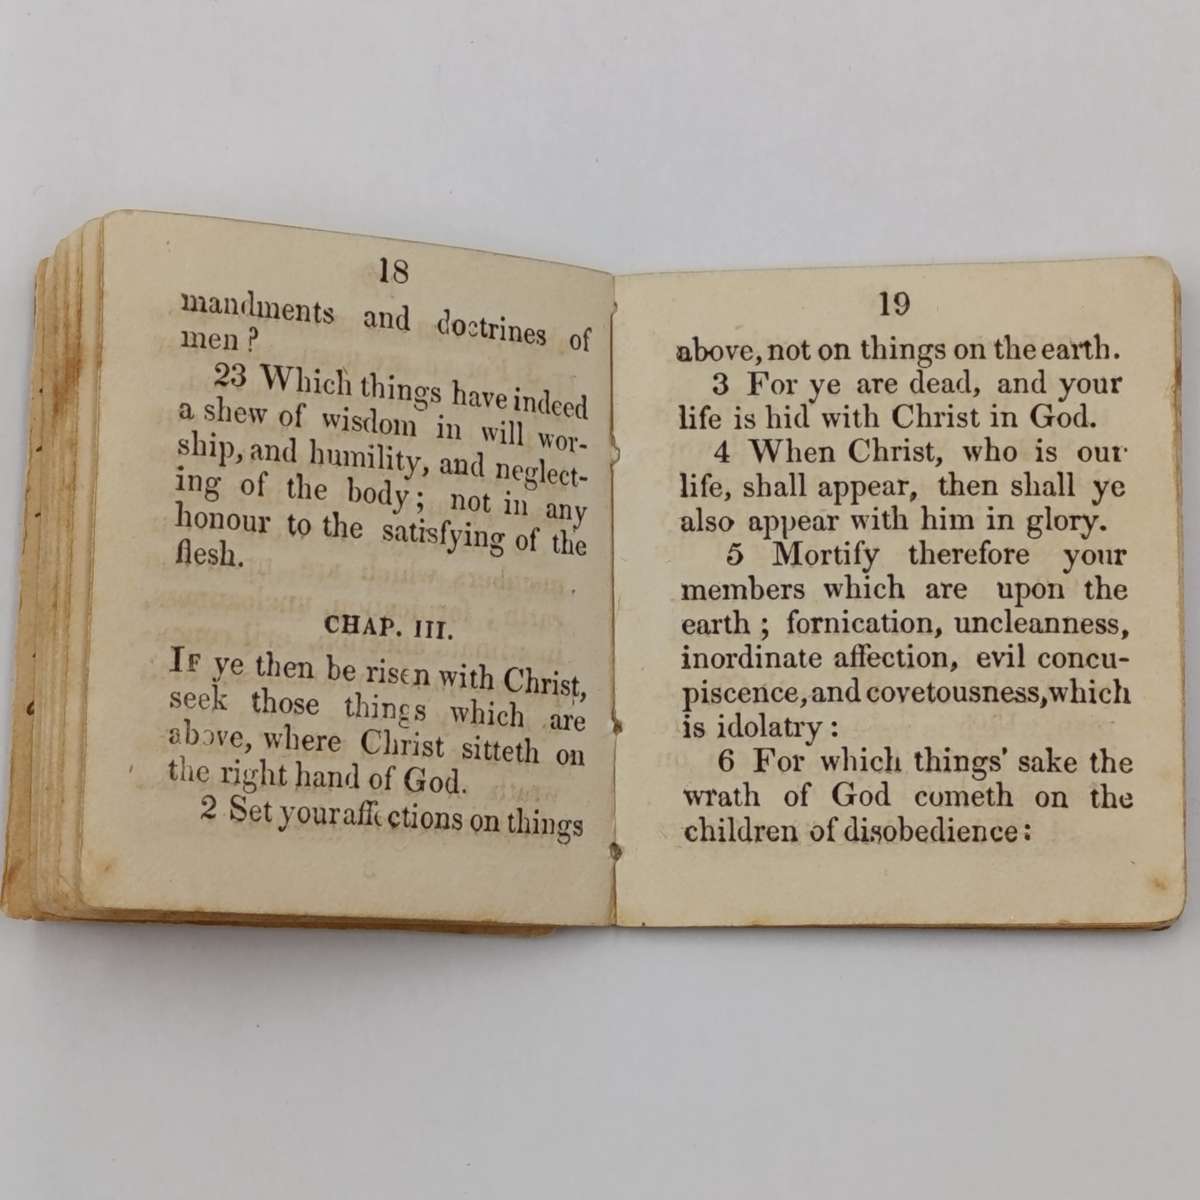 18
mandments and doctrines of
men ?
23 Which things have indeed
a shew of wisdom in will wor-
ship, and humility, and neglect-
ing of the body ; not in any
honour to the satisfying of the
flesh.
CHAP. III.
IF ye then be risen with Christ,
seek those things which are
above, where Christ sitteth on
the right hand of God.
2 Set your affections on things
19
above, not on things on the earth.
3 For ye are dead, and your
life is hid with Christ in God.
4 When Christ, who is our
life, shall appear, then shall ye
also appear with him in glory.
5 Mortify therefore your
members which are upon the
earth ; fornication, uncleanness,
inordinate affection, evil concu-
piscence, and covetousness, which
is idolatry :
6 For which things' sake the
wrath of God cometh on the
children of disobedience :